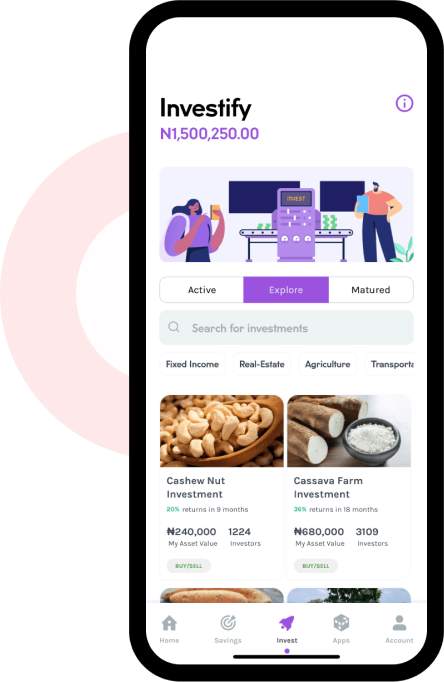 Investify
N1,500,250.00
INVEST
Active Explore Matured
Search for investments
Fixed Income Real-Estate Agriculture Transporta
Cashew Nut
Investment
20% returns in 9 months
₦240,000 1224
My Asset Value Investors
BUY/SELL
Cassava Farm
Investment
36% returns in 18 months
₦680,000 3109
My Asset Value Investors
BUY/SELL
Home Savings Invest Apps Account